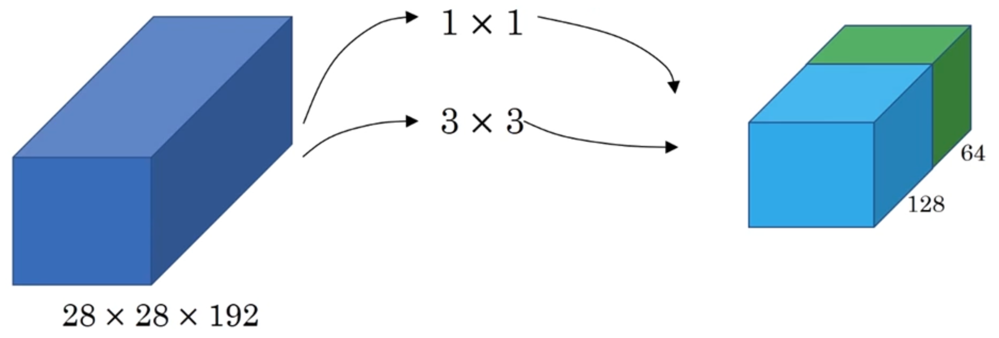 1 × 1
3 × 3
64
128
28 × 28 × 192